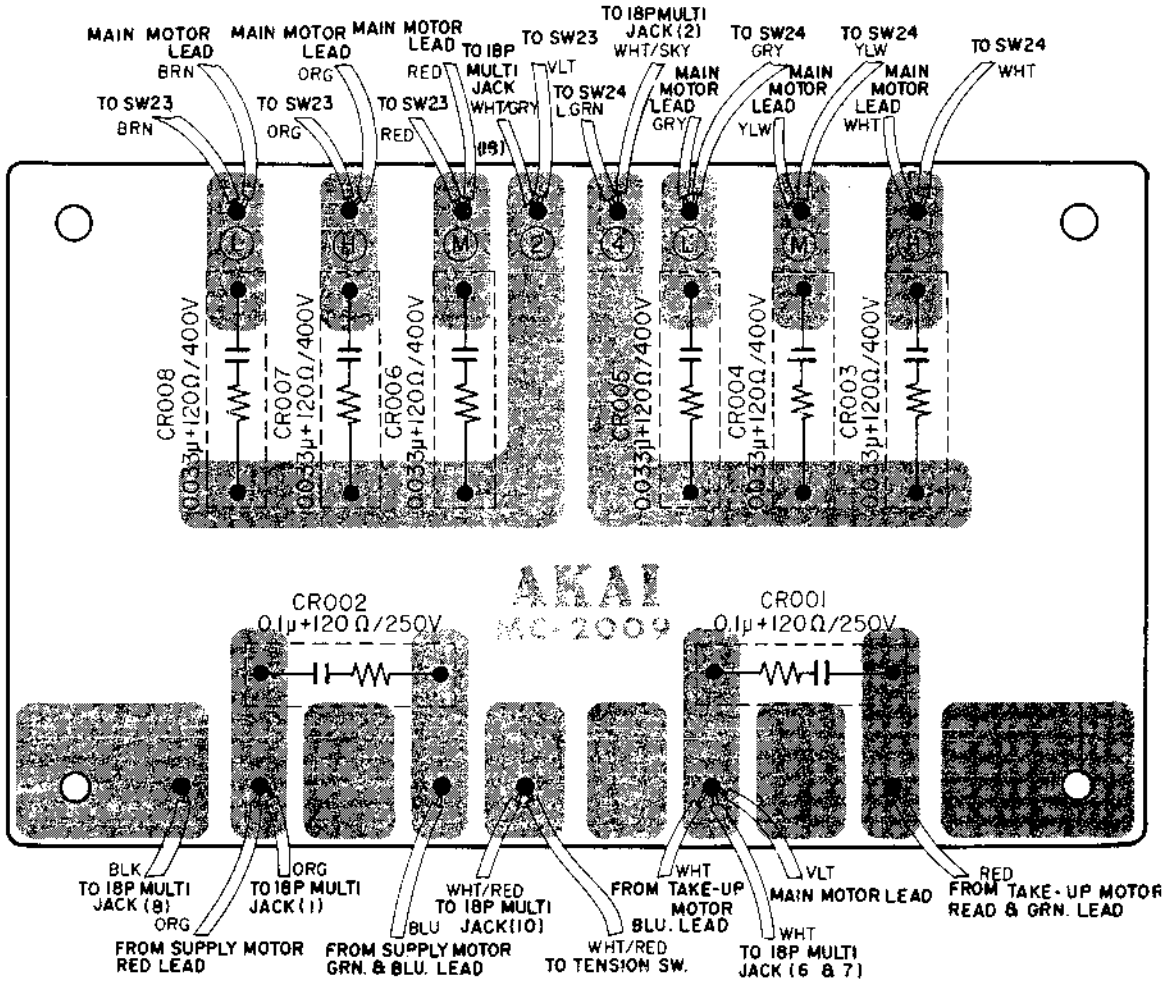 MAIN MOTOR
LEAD
BRN
TO SW23
BRN
MAIN MOTOR
LEAD
ORG
TO SW23
ORG
MAIN MOTOR
LEAD
RED
TO SW23
RED
TO 18P
MULTI
JACK
WHT/GRY
(18)
TO SW23
VLT
TO 18P MULTI
JACK (2)
WHT/SKY
TO SW24
L.GRN
MAIN
MOTOR
LEAD
GRY
TO SW24
GRY
MAIN
MOTOR
LEAD
YLW
TO SW24
YLW
MAIN
MOTOR
LEAD
WHT
TO SW24
WHT
L
H
M
2
4
L
M
H
CR008
0.033μ+120Ω/400V
CR007
0.033μ+120Ω/400V
CR006
0.033μ+120Ω/400V
CR005
0.033μ+120Ω/400V
CR004
0.033μ+120Ω/400V
CR003
0.033μ+120Ω/400V
AKAI
MC-2009
CR002
0.1μ+120Ω/250V
CR001
0.1μ+120Ω/250V
BLK
TO 18P MULTI
JACK (8)
ORG
FROM SUPPLY MOTOR
RED LEAD
ORG
TO 18P MULTI
JACK (1)
BLU
FROM SUPPLY MOTOR
GRN. & BLU. LEAD
WHT/RED
TO 18P MULTI
JACK(10)
WHT/RED
TO TENSION SW.
WHT
FROM TAKE-UP
MOTOR
BLU. LEAD
WHT
TO 18P MULTI
JACK (6 & 7)
VLT
MAIN MOTOR LEAD
RED
FROM TAKE-UP MOTOR
READ & GRN. LEAD